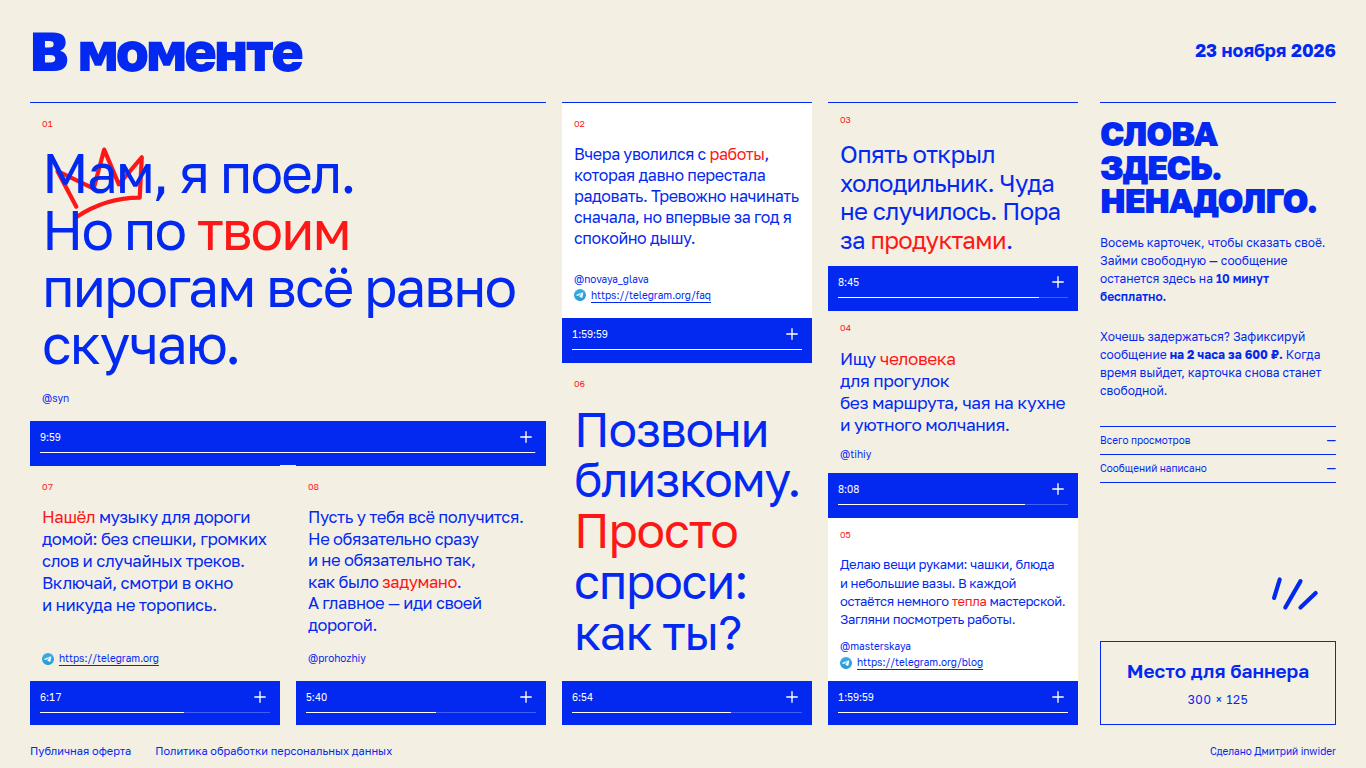 В моменте
23 ноября 2026
01
Мам, я поел.
Но по твоим
пирогам всё равно
скучаю.
@syn
9:59
02
Вчера уволился с работы,
которая давно перестала
радовать. Тревожно начинать
сначала, но впервые за год я
спокойно дышу.
@novaya_glava
https://telegram.org/faq
1:59:59
03
Опять открыл
холодильник. Чуда
не случилось. Пора
за продуктами.
8:45
04
Ищу человека
для прогулок
без маршрута, чая на кухне
и уютного молчания.
@tihiy
8:08
05
Делаю вещи руками: чашки, блюда
и небольшие вазы. В каждой
остаётся немного тепла мастерской.
Загляни посмотреть работы.
@masterskaya
https://telegram.org/blog
1:59:59
06
Позвони
близкому.
Просто
спроси:
как ты?
6:54
07
Нашёл музыку для дороги
домой: без спешки, громких
слов и случайных треков.
Включай, смотри в окно
и никуда не торопись.
https://telegram.org
6:17
08
Пусть у тебя всё получится.
Не обязательно сразу
и не обязательно так,
как было задумано.
А главное — иди своей
дорогой.
@prohozhiy
5:40
СЛОВА
ЗДЕСЬ.
НЕНАДОЛГО.
Восемь карточек, чтобы сказать своё.
Займи свободную — сообщение
останется здесь на 10 минут
бесплатно.
Хочешь задержаться? Зафиксируй
сообщение на 2 часа за 600 ₽. Когда
время выйдет, карточка снова станет
свободной.
Всего просмотров —
Сообщений написано —
Место для баннера
300 × 125
Публичная оферта
Политика обработки персональных данных
Сделано Дмитрий inwider